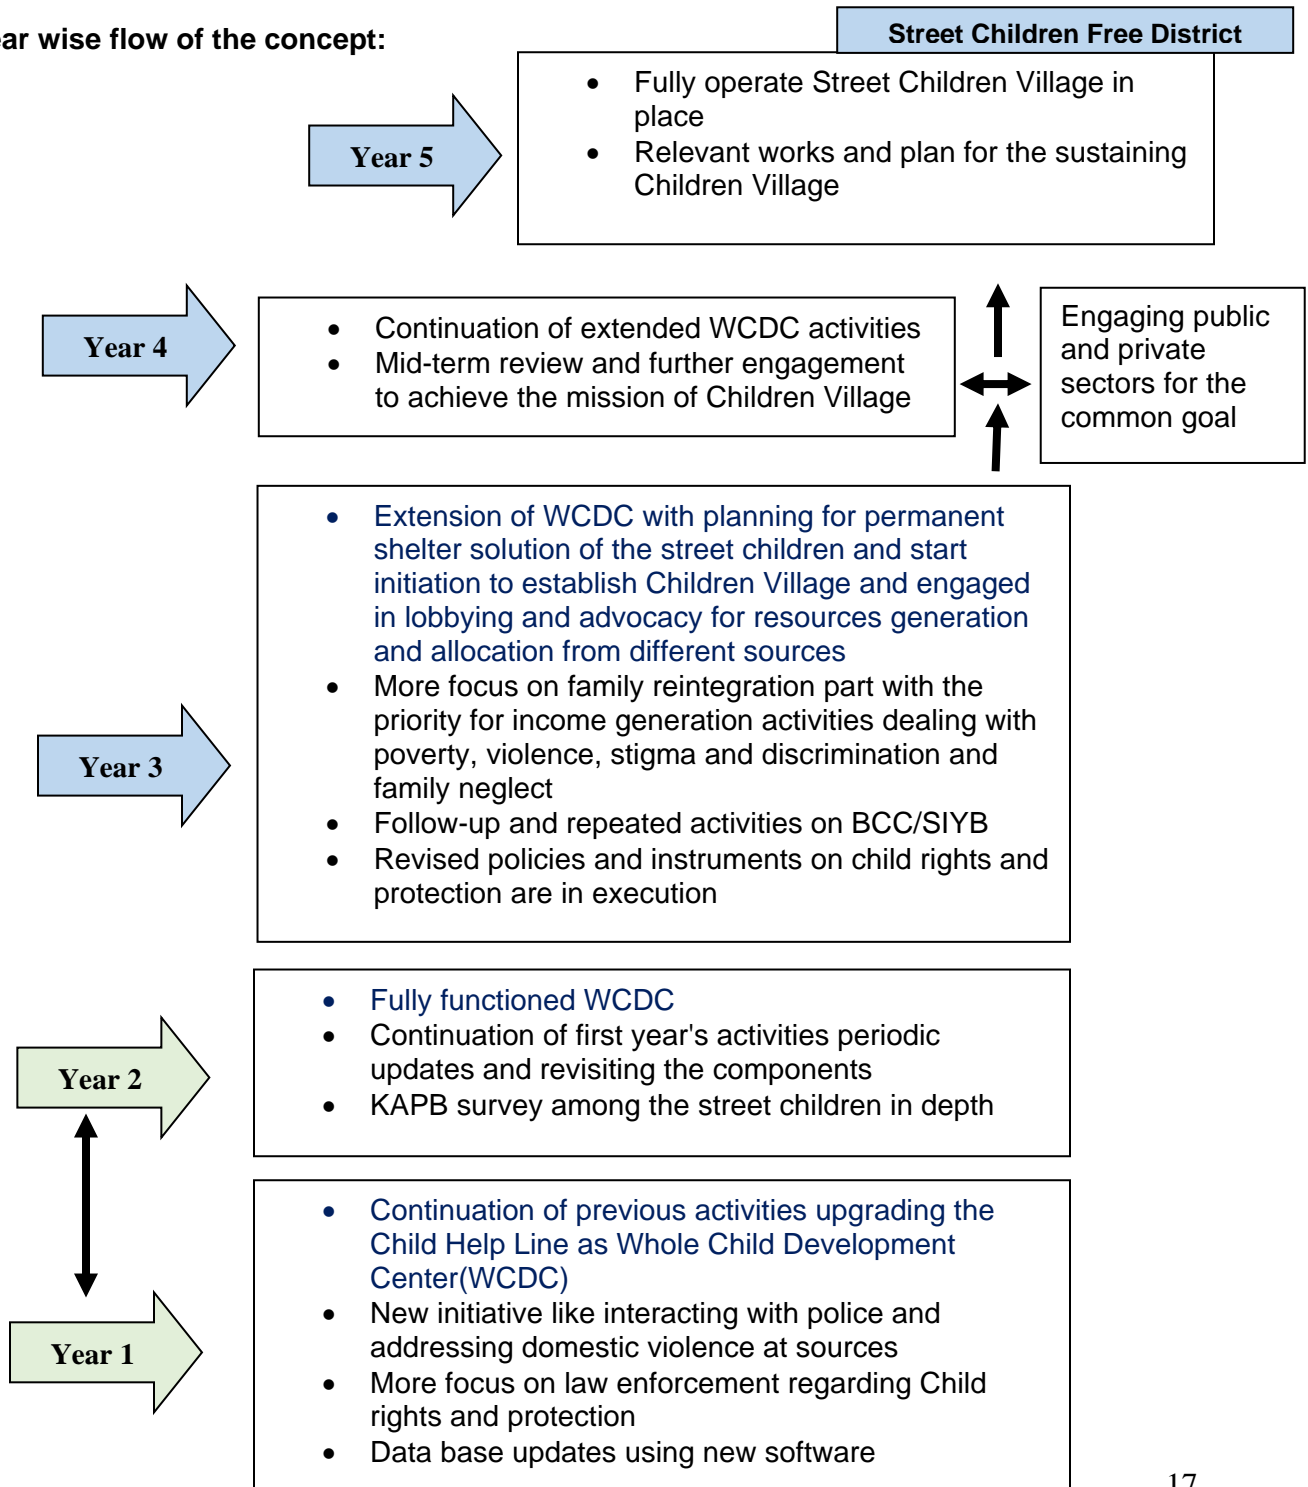 ear wise flow of the concept:
Street Children Free District
Year 5
• Fully operate Street Children Village in
place
• Relevant works and plan for the sustaining
Children Village
Year 4
• Continuation of extended WCDC activities
• Mid-term review and further engagement
to achieve the mission of Children Village
Engaging public
and private
sectors for the
common goal
Year 3
• Extension of WCDC with planning for permanent
shelter solution of the street children and start
initiation to establish Children Village and engaged
in lobbying and advocacy for resources generation
and allocation from different sources
• More focus on family reintegration part with the
priority for income generation activities dealing with
poverty, violence, stigma and discrimination and
family neglect
• Follow-up and repeated activities on BCC/SIYB
• Revised policies and instruments on child rights and
protection are in execution
Year 2
• Fully functioned WCDC
• Continuation of first year's activities periodic
updates and revisiting the components
• KAPB survey among the street children in depth
Year 1
• Continuation of previous activities upgrading the
Child Help Line as Whole Child Development
Center(WCDC)
• New initiative like interacting with police and
addressing domestic violence at sources
• More focus on law enforcement regarding Child
rights and protection
• Data base updates using new software
17